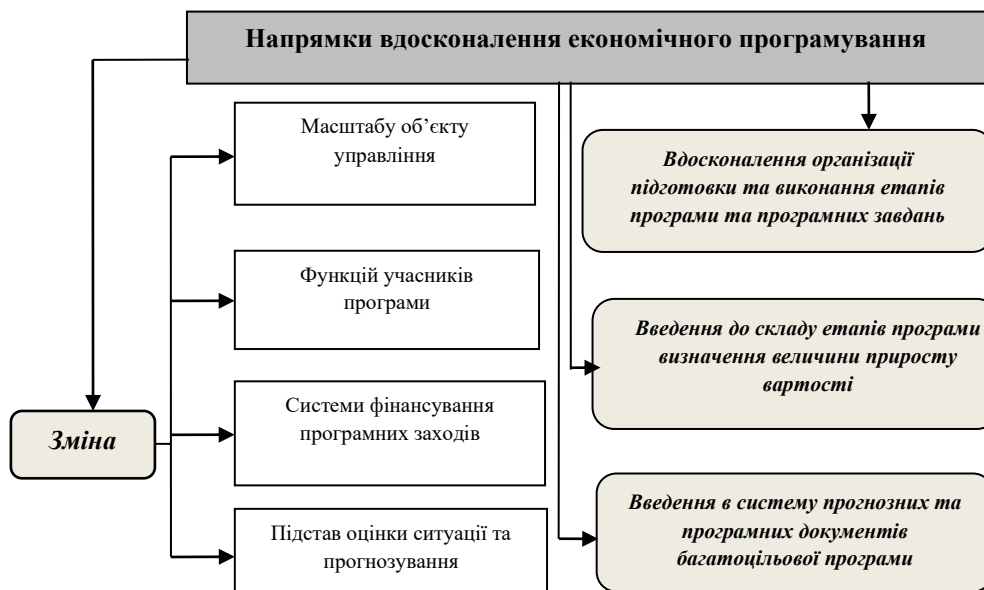 Напрямки вдосконалення економічного програмування
Масштабу об’єкту
управління
Функцій учасників
програми
Системи фінансування
програмних заходів
Підстав оцінки ситуації та
прогнозування
Зміна
Вдосконалення організації
підготовки та виконання етапів
програми та програмних завдань
Введення до складу етапів програми
визначення величини приросту
вартості
Введення в систему прогнозних та
програмних документів
багатоцільової програми